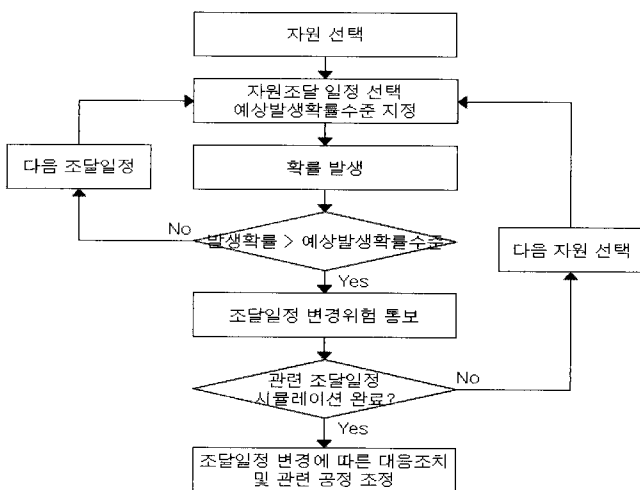 자원 선택
자원조달 일정 선택
예상발생확률수준 지정
다음 조달일정
확률 발생
No
발생확률 > 예상발생확률수준
다음 자원 선택
Yes
조달일정 변경위험 통보
관련 조달일정
시뮬레이션 완료?
No
Yes
조달일정 변경에 따른 대응조치
및 관련 공정 조정